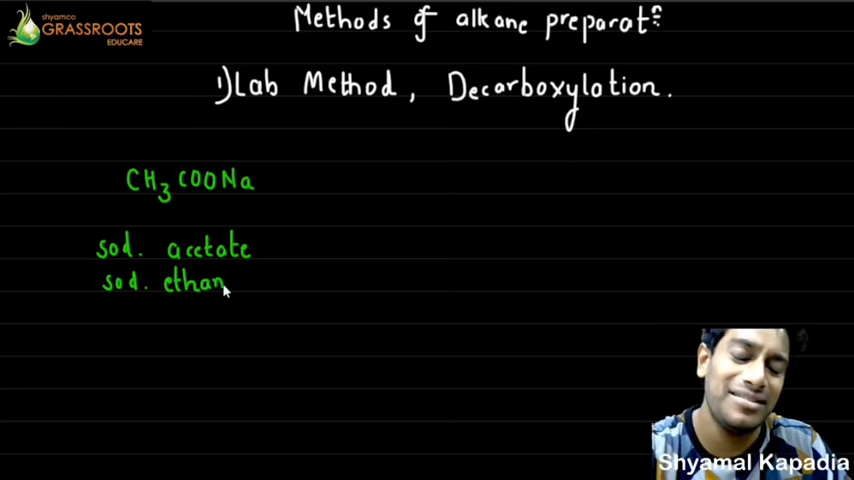 shyamco
GRASSROOTS
EDUCARE
Methods of alkane preparatⁿ
1) Lab Method, Decarboxylation.
CH₃COONa
sod. acetate
sod. ethan
Shyamal Kapadia